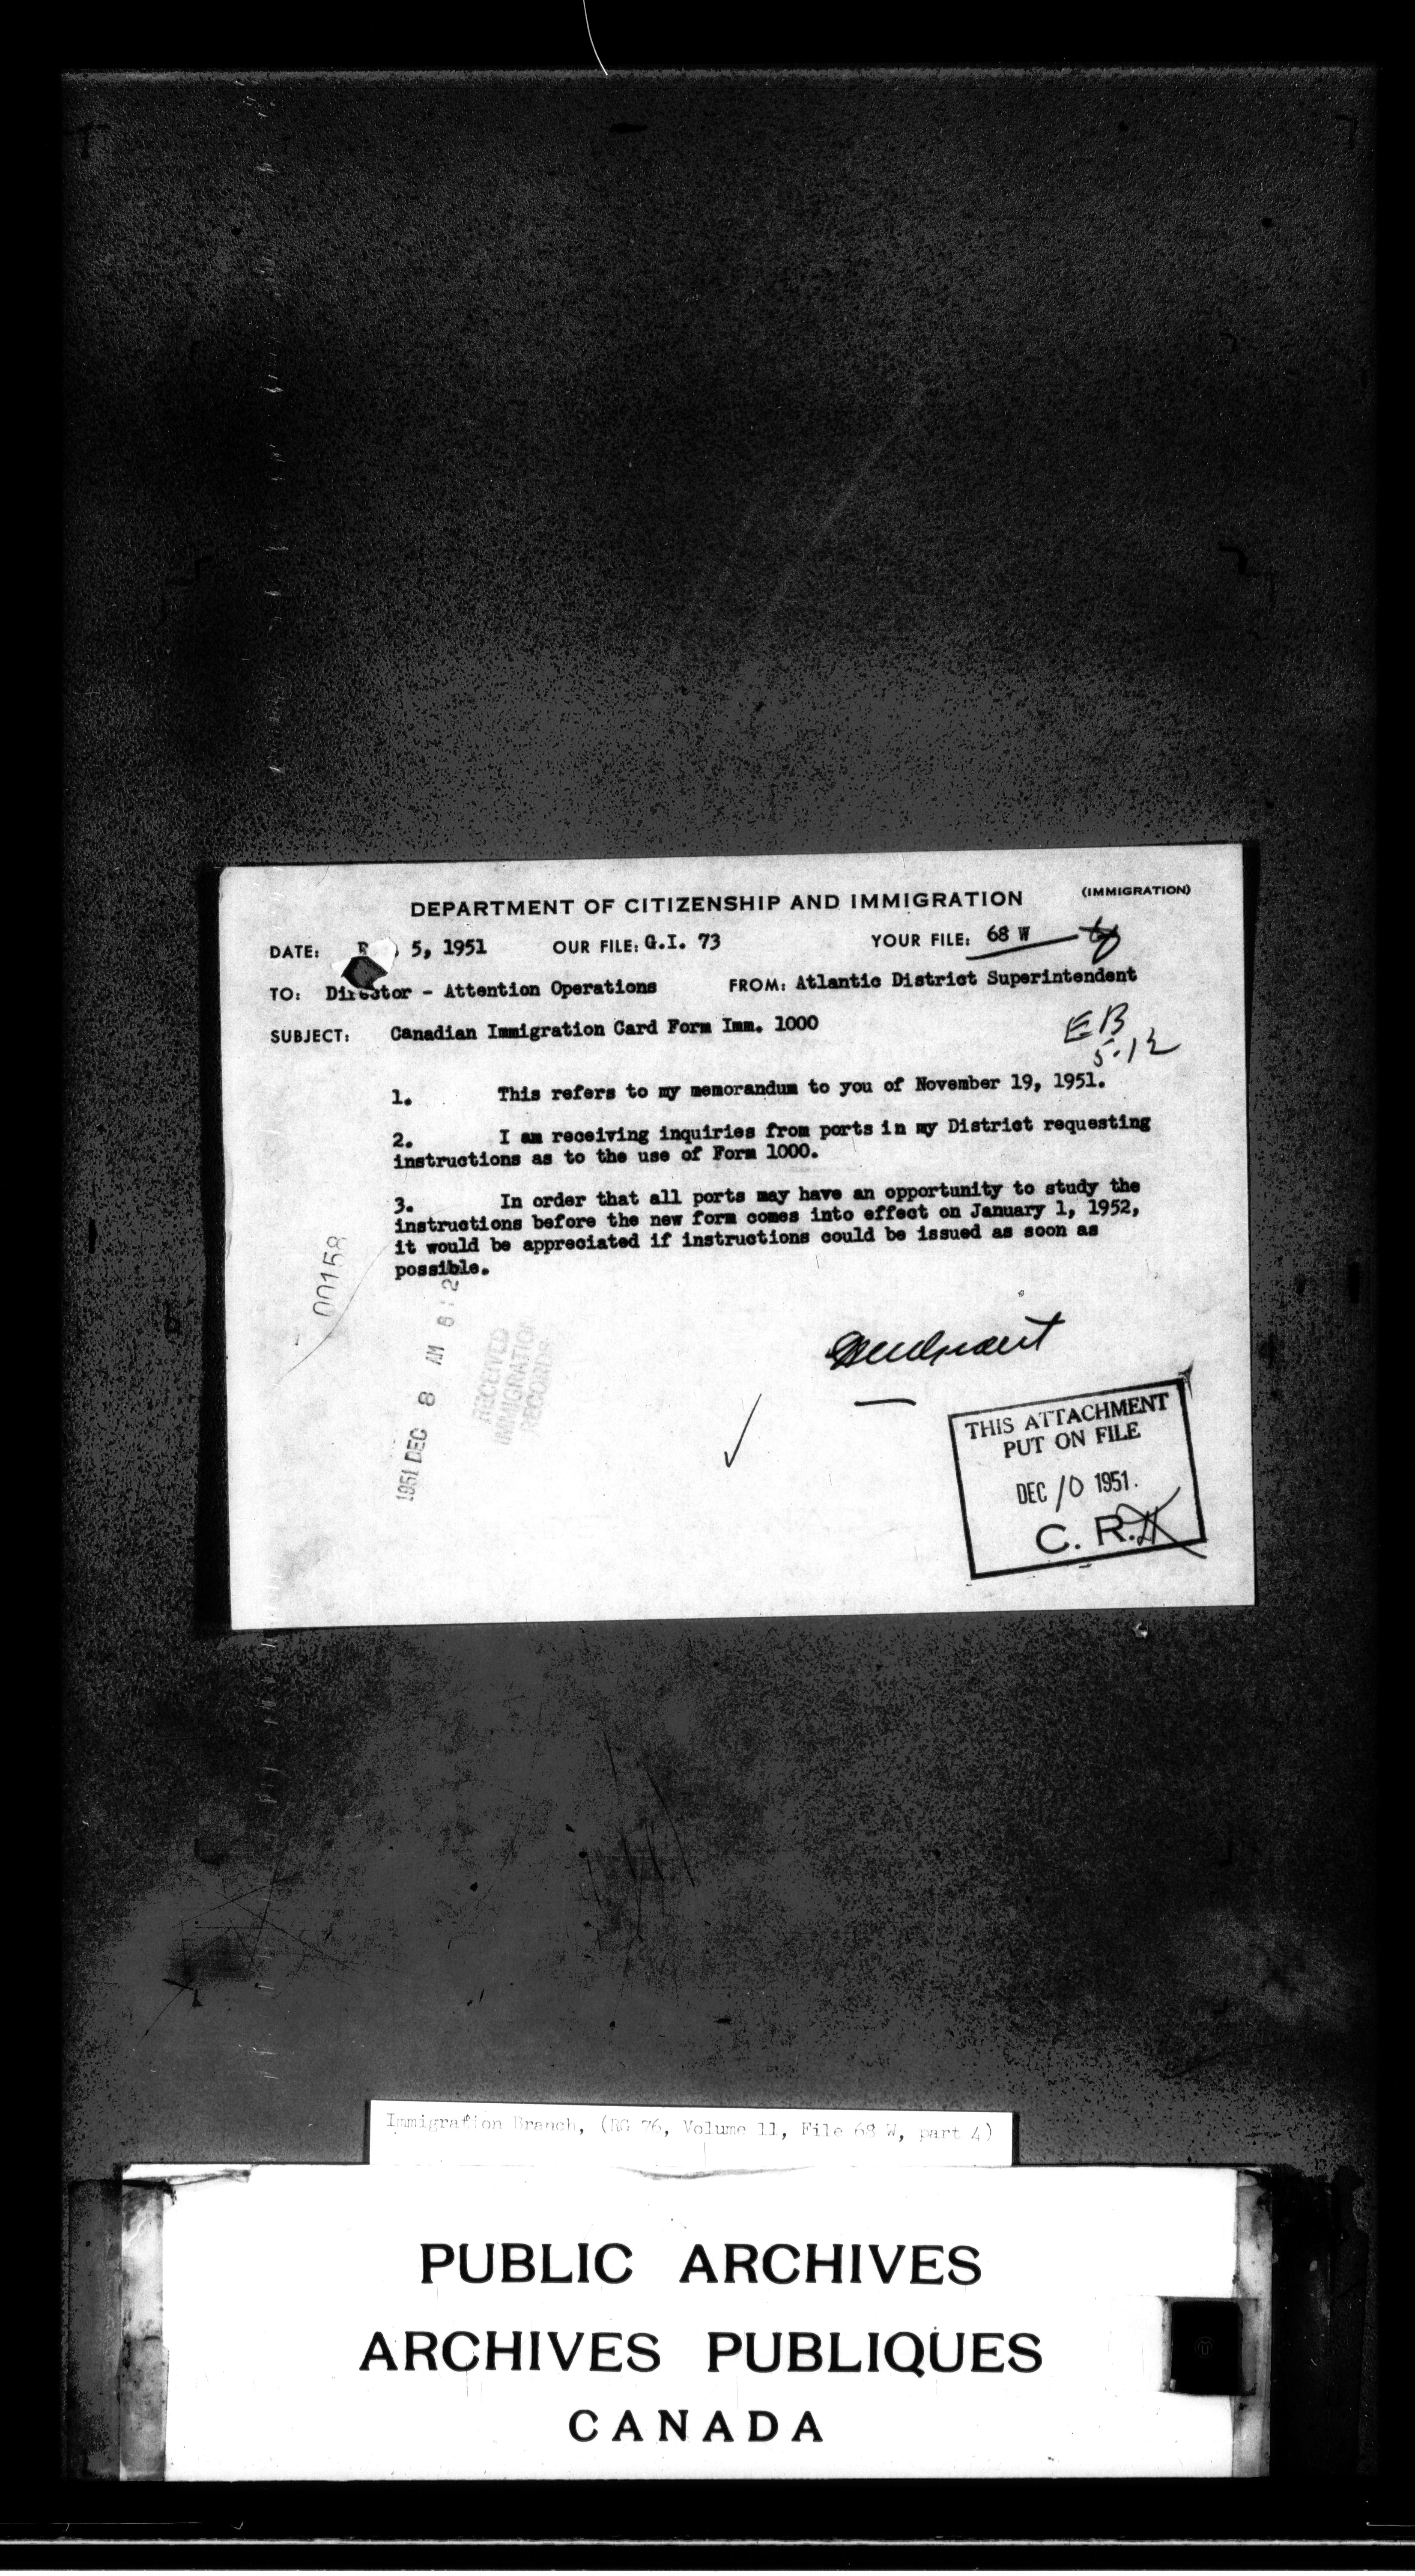 DEPARTMENT OF CITIZENSHIP AND IMMIGRATION (IMMIGRATION)
DATE: 5, 1951 OUR FILE: G.I. 73 YOUR FILE: 68 W
TO: Director - Attention Operations FROM: Atlantic District Superintendent
SUBJECT: Canadian Immigration Card Form Imm. 1000
EB
5.12
1. This refers to my memorandum to you of November 19, 1951.
2. I am receiving inquiries from ports in my District requesting
instructions as to the use of Form 1000.
3. In order that all ports may have an opportunity to study the
instructions before the new form comes into effect on January 1, 1952,
it would be appreciated if instructions could be issued as soon as
possible.
00158
1951 DEC 8 AM
RECEIVED
IMMIGRATION
RECORDS
THIS ATTACHMENT
PUT ON FILE
DEC 10 1951.
C. R.
Immigration Branch, (RG 76, Volume 11, File 68 W, part 4)
PUBLIC ARCHIVES
ARCHIVES PUBLIQUES
CANADA